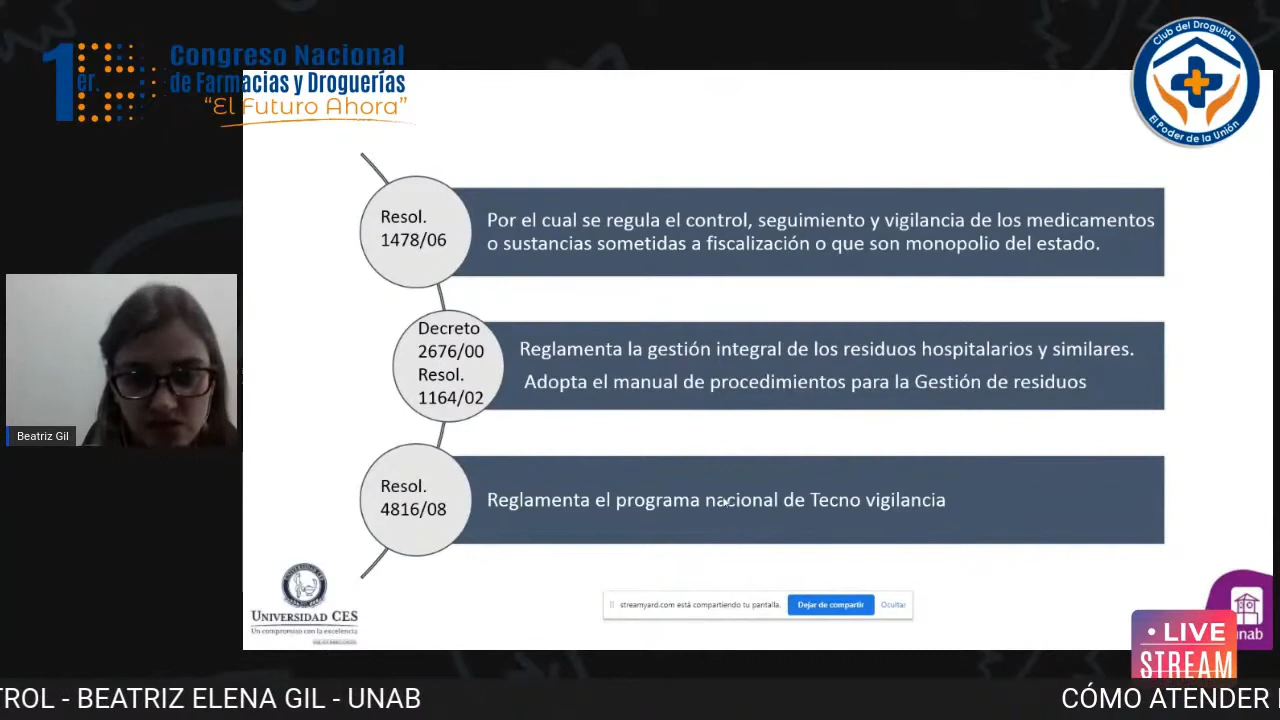 1er.
Congreso Nacional
de Farmacias y Droguerías
“El Futuro Ahora”
Club del Droguista
El Poder de la Unión
Resol.
1478/06
Por el cual se regula el control, seguimiento y vigilancia de los medicamentos
o sustancias sometidas a fiscalización o que son monopolio del estado.
Decreto
2676/00
Resol.
1164/02
Reglamenta la gestión integral de los residuos hospitalarios y similares.
Adopta el manual de procedimientos para la Gestión de residuos
Resol.
4816/08
Reglamenta el programa nacional de Tecno vigilancia
Beatriz Gil
UNIVERSIDAD CES
Un compromiso con la excelencia
streamyard.com está compartiendo tu pantalla.
Dejar de compartir
Ocultar
unab
• LIVE
STREAM
TROL - BEATRIZ ELENA GIL - UNAB
CÓMO ATENDER